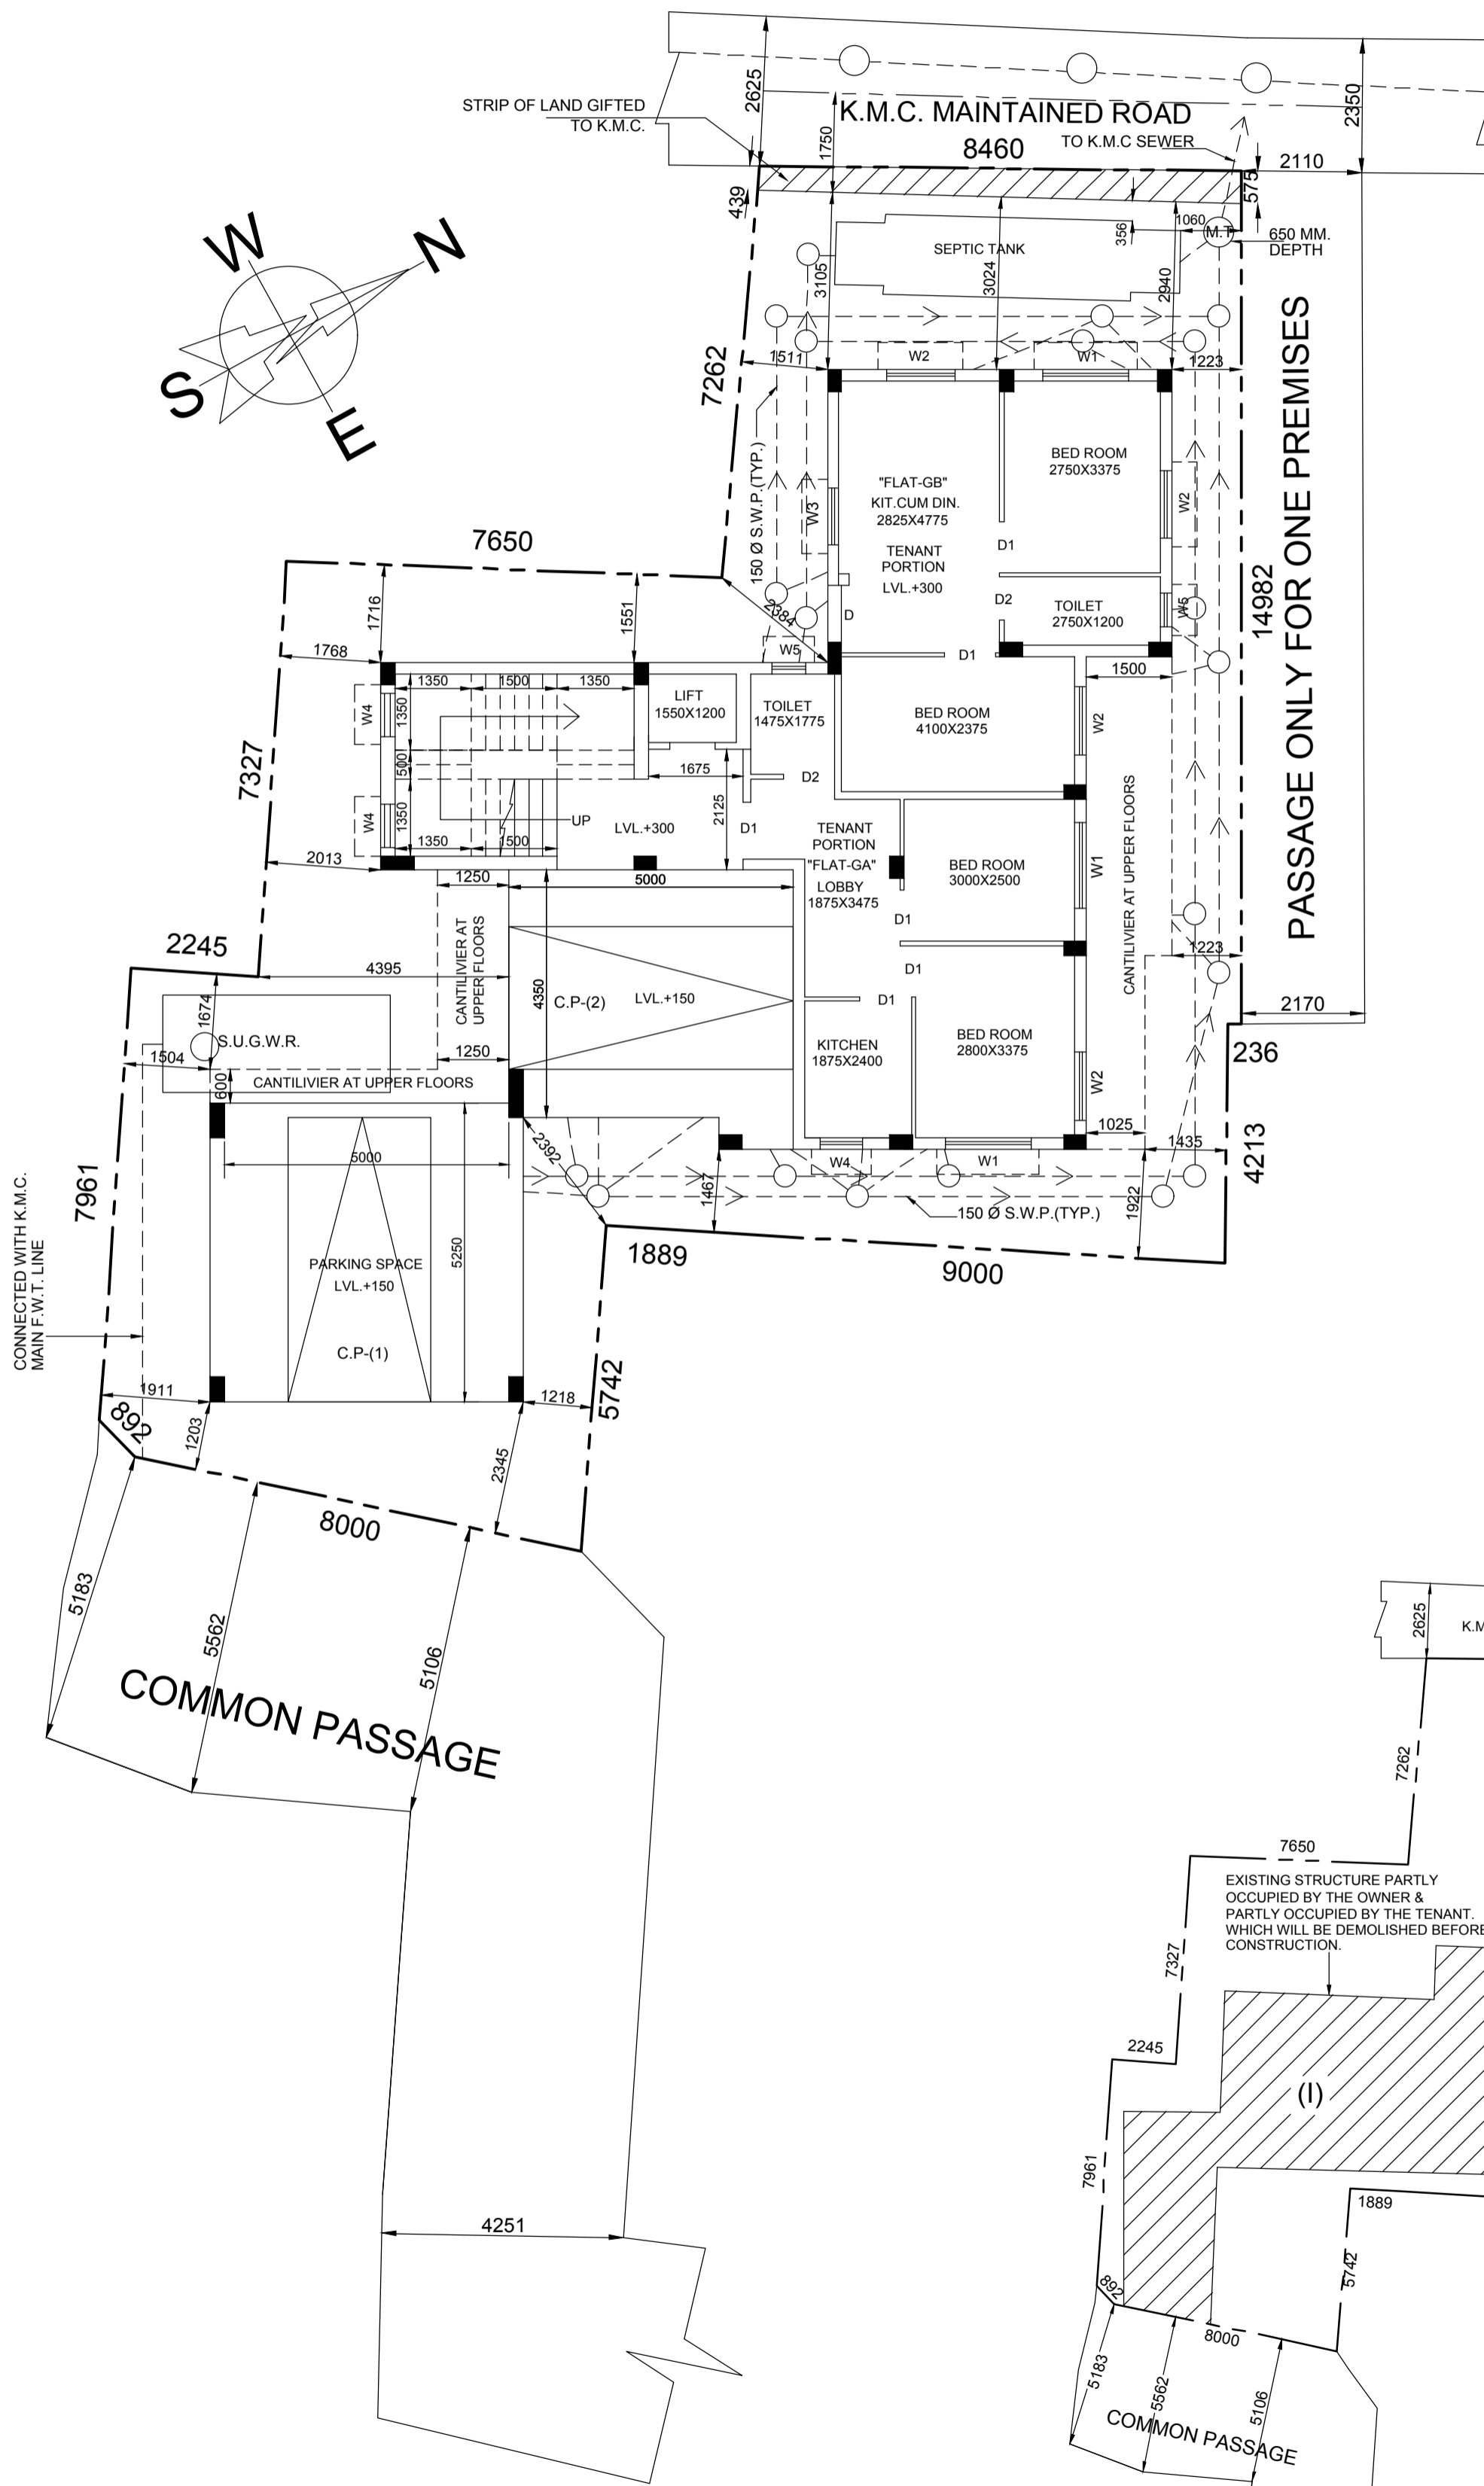 2625
2350
STRIP OF LAND GIFTED
TO K.M.C.
1750
K.M.C. MAINTAINED ROAD
TO K.M.C SEWER
8460
2110
575
439
W
N
S
E
1060
M.T
650 MM.
DEPTH
356
SEPTIC TANK
3105
3024
2940
7262
1511
W2
W1
1223
PASSAGE ONLY FOR ONE PREMISES
14982
150 Ø S.W.P.(TYP.)
W3
"FLAT-GB"
KIT.CUM DIN.
2825X4775
TENANT
PORTION
LVL.+300
BED ROOM
2750X3375
W2
D1
D2
D
TOILET
2750X1200
W5
7650
1716
1551
2384
W5
D1
1500
1768
1350
1500
1350
LIFT
1550X1200
TOILET
1475X1775
BED ROOM
4100X2375
W2
W4
1350
500
1350
W4
1675
D2
2125
7327
UP
LVL.+300
D1
TENANT
PORTION
"FLAT-GA"
LOBBY
1875X3475
BED ROOM
3000X2500
W1
CANTILIVIER AT UPPER FLOORS
1350
1500
2013
1250
5000
D1
2245
4395
CANTILIVIER AT
UPPER FLOORS
4350
C.P-(2)
LVL.+150
D1
D1
1223
2170
1674
S.U.G.W.R.
1504
1250
600
CANTILIVIER AT UPPER FLOORS
KITCHEN
1875X2400
BED ROOM
2800X3375
W2
236
1025
1435
4213
5000
2392
1467
W4
W1
1922
150 Ø S.W.P.(TYP.)
7961
CONNECTED WITH K.M.C.
MAIN F.W.T. LINE
PARKING SPACE
LVL.+150
5250
C.P-(1)
1889
9000
5742
1911
1218
892
1203
2345
8000
5183
5562
5106
COMMON PASSAGE
4251
2625
K.M
7262
7650
EXISTING STRUCTURE PARTLY
OCCUPIED BY THE OWNER &
PARTLY OCCUPIED BY THE TENANT.
WHICH WILL BE DEMOLISHED BEFORE
CONSTRUCTION.
7327
2245
(I)
7961
1889
5742
892
8000
5183
5562
5106
COMMON PASSAGE